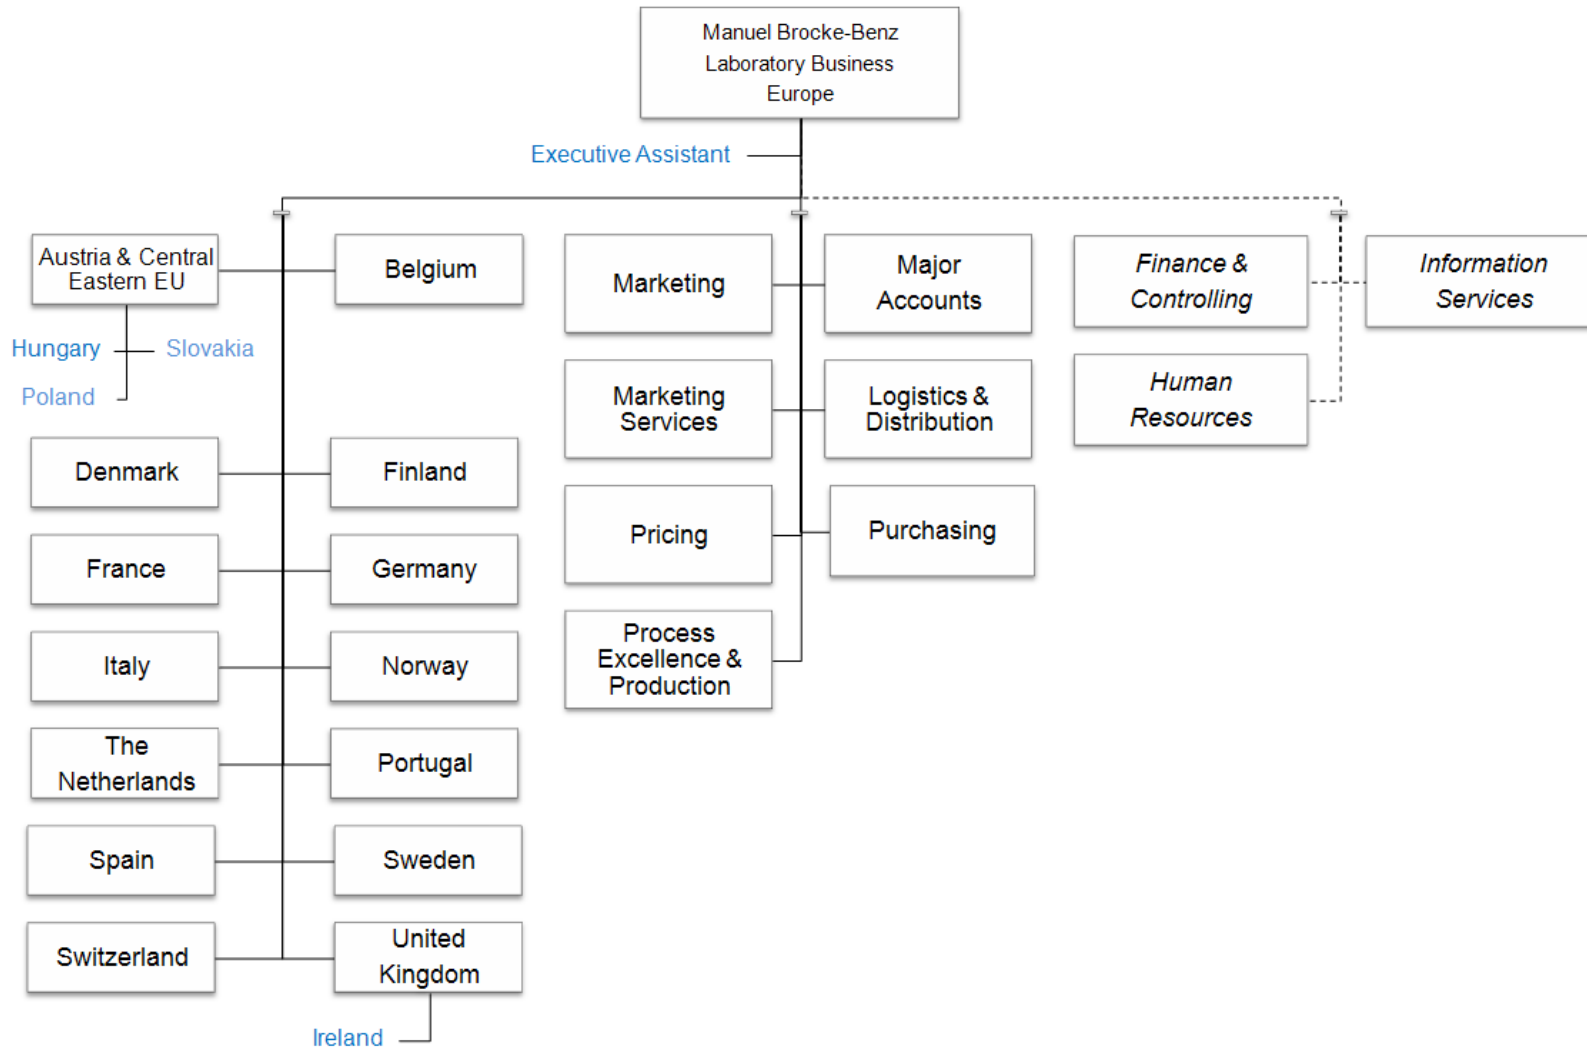 Manuel Brocke-Benz
Laboratory Business
Europe
Executive Assistant
Austria & Central
Eastern EU
Belgium
Hungary
Slovakia
Poland
Denmark
Finland
France
Germany
Italy
Norway
The
Netherlands
Portugal
Spain
Sweden
Switzerland
United
Kingdom
Ireland
Marketing
Major
Accounts
Marketing
Services
Logistics &
Distribution
Pricing
Purchasing
Process
Excellence &
Production
Finance &
Controlling
Information
Services
Human
Resources